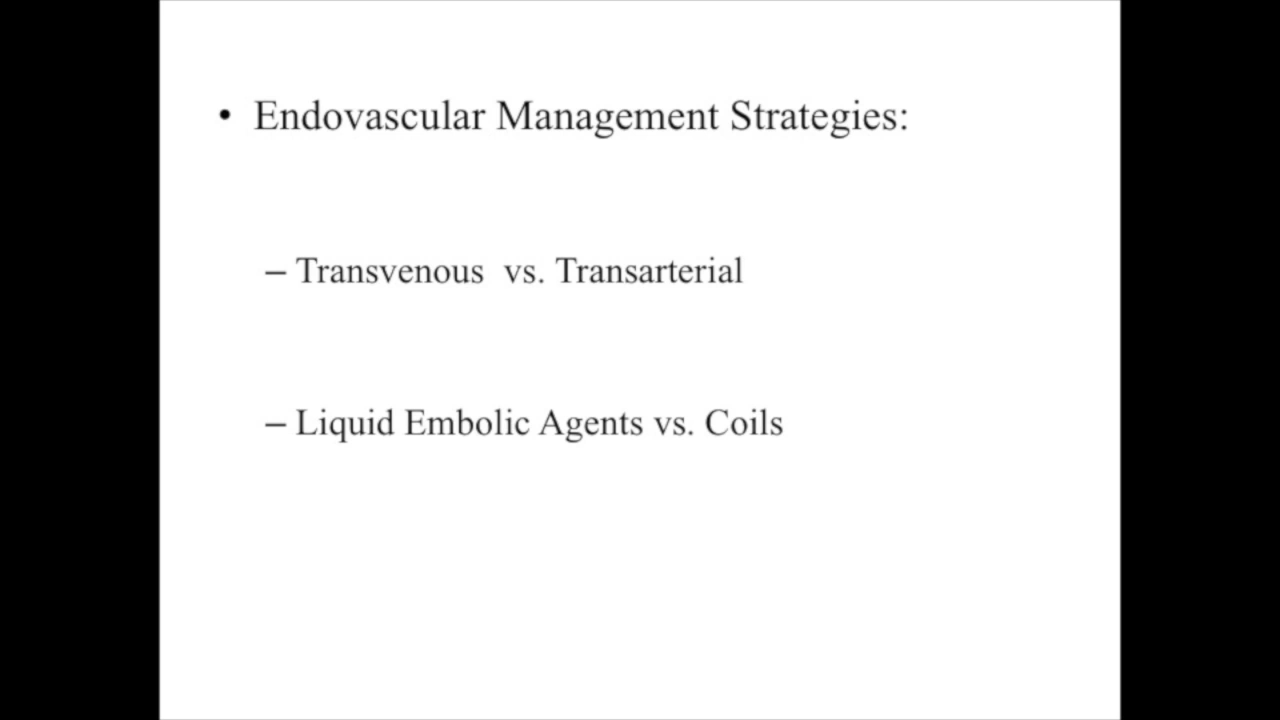 • Endovascular Management Strategies:
– Transvenous  vs. Transarterial
– Liquid Embolic Agents vs. Coils